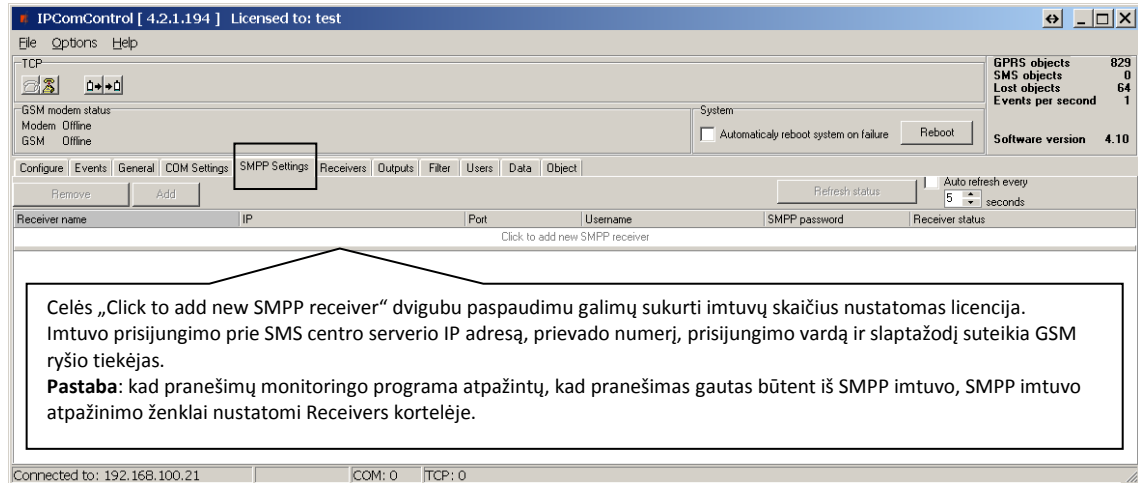 IPComControl [ 4.2.1.194 ]  Licensed to: test
File Options Help
TCP
GPRS objects 829
SMS objects 0
Lost objects 64
Events per second 1
Software version 4.10
GSM modem status
Modem Offline
GSM Offline
System
Automaticaly reboot system on failure
Reboot
Configure Events General COM Settings SMPP Settings Receivers Outputs Filter Users Data Object
Remove Add Refresh status
Auto refresh every
5 seconds
Receiver name IP Port Username SMPP password Receiver status
Click to add new SMPP receiver
Celės „Click to add new SMPP receiver“ dvigubu paspaudimu galimų sukurti imtuvų skaičius nustatomas licencija.
Imtuvo prisijungimo prie SMS centro serverio IP adresą, prievado numerį, prisijungimo vardą ir slaptažodį suteikia GSM
ryšio tiekėjas.
Pastaba: kad pranešimų monitoringo programa atpažintų, kad pranešimas gautas būtent iš SMPP imtuvo, SMPP imtuvo
atpažinimo ženklai nustatomi Receivers kortelėje.
Connected to: 192.168.100.21 COM: 0 TCP: 0